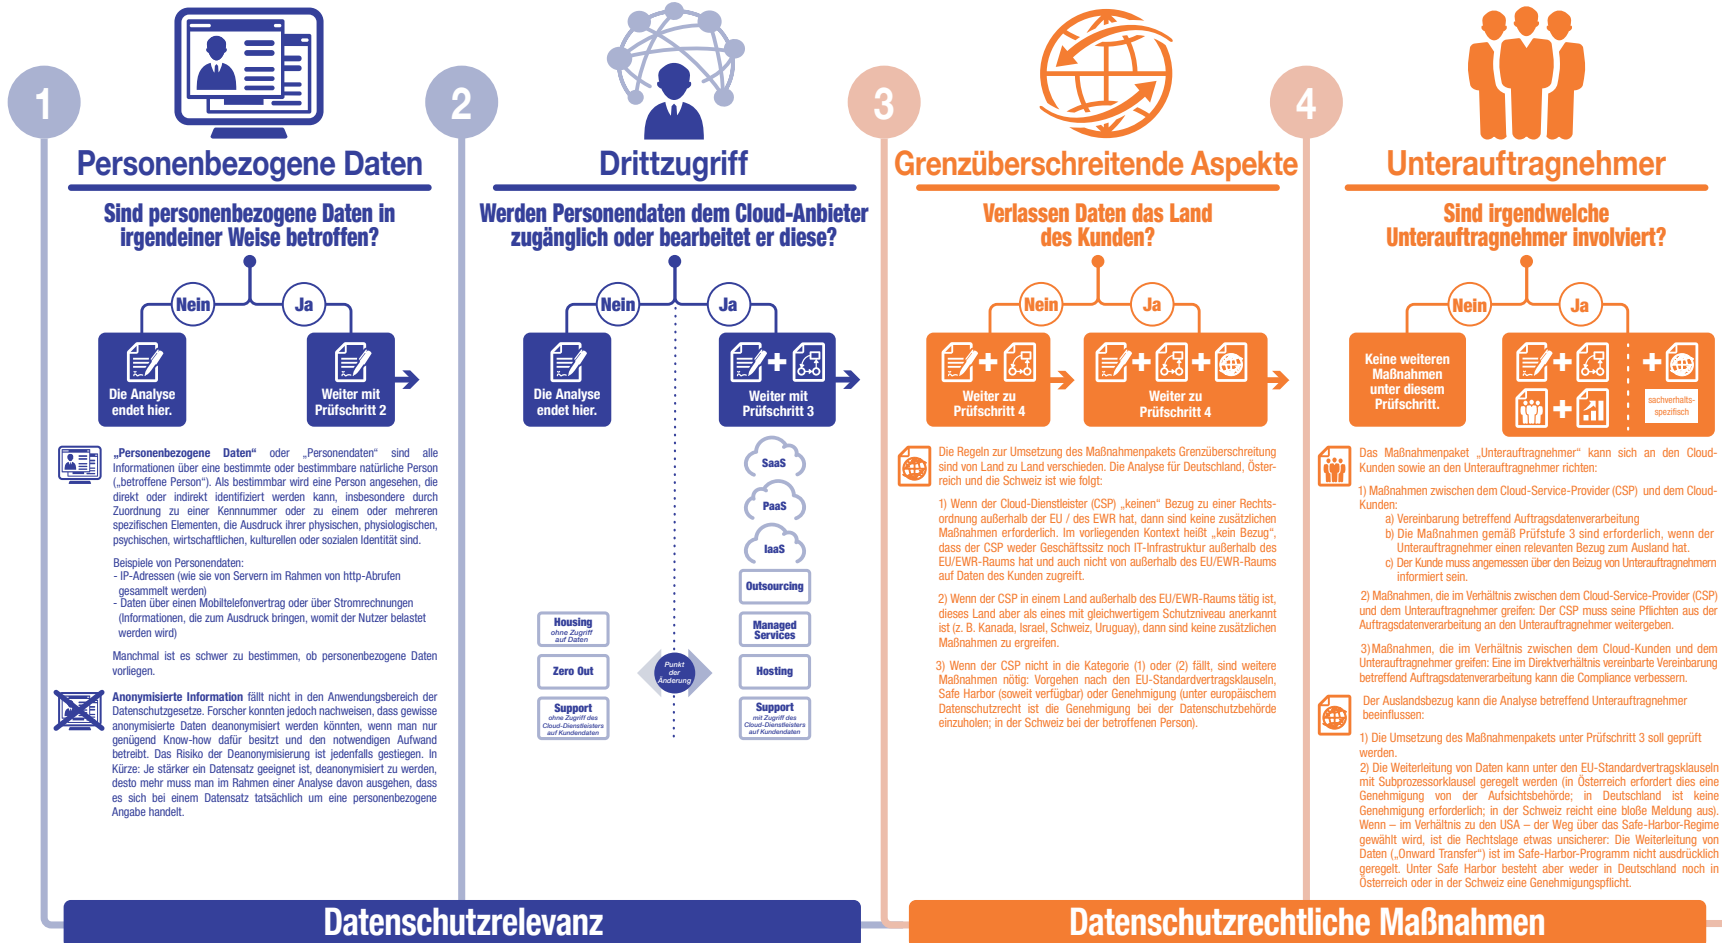 1
Personenbezogene Daten
Sind personenbezogene Daten in
irgendeiner Weise betroffen?
Nein
Ja
Die Analyse
endet hier.
Weiter mit
Prüfschritt 2
„Personenbezogene Daten“ oder „Personendaten“ sind alle
Informationen über eine bestimmte oder bestimmbare natürliche Person
(„betroffene Person“). Als bestimmbar wird eine Person angesehen, die
direkt oder indirekt identifiziert werden kann, insbesondere durch
Zuordnung zu einer Kennnummer oder zu einem oder mehreren
spezifischen Elementen, die Ausdruck ihrer physischen, physiologischen,
psychischen, wirtschaftlichen, kulturellen oder sozialen Identität sind.
Beispiele von Personendaten:
- IP-Adressen (wie sie von Servern im Rahmen von http-Abrufen
gesammelt werden)
- Daten über einen Mobiltelefonvertrag oder über Stromrechnungen
(Informationen, die zum Ausdruck bringen, womit der Nutzer belastet
werden wird)
Manchmal ist es schwer zu bestimmen, ob personenbezogene Daten
vorliegen.
Anonymisierte Information fällt nicht in den Anwendungsbereich der
Datenschutzgesetze. Forscher konnten jedoch nachweisen, dass gewisse
anonymisierte Daten deanonymisiert werden könnten, wenn man nur
genügend Know-how dafür besitzt und den notwendigen Aufwand
betreibt. Das Risiko der Deanonymisierung ist jedenfalls gestiegen. In
Kürze: Je stärker ein Datensatz geeignet ist, deanonymisiert zu werden,
desto mehr muss man im Rahmen einer Analyse davon ausgehen, dass
es sich bei einem Datensatz tatsächlich um eine personenbezogene
Angabe handelt.
2
Drittzugriff
Werden Personendaten dem Cloud-Anbieter
zugänglich oder bearbeitet er diese?
Nein
Ja
Die Analyse
endet hier.
Weiter mit
Prüfschritt 3
SaaS
PaaS
IaaS
Outsourcing
Housing
ohne Zugriff
auf Daten
Managed
Services
Zero Out
Punkt
der
Änderung
Hosting
Support
ohne Zugriff des
Cloud-Dienstleisters
auf Kundendaten
Support
mit Zugriff des
Cloud-Dienstleisters
auf Kundendaten
Datenschutzrelevanz
3
Grenzüberschreitende Aspekte
Verlassen Daten das Land
des Kunden?
Nein
Ja
Weiter zu
Prüfschritt 4
Weiter zu
Prüfschritt 4
Die Regeln zur Umsetzung des Maßnahmenpakets Grenzüberschreitung
sind von Land zu Land verschieden. Die Analyse für Deutschland, Öster-
reich und die Schweiz ist wie folgt:
1) Wenn der Cloud-Dienstleister (CSP) „keinen“ Bezug zu einer Rechts-
ordnung außerhalb der EU / des EWR hat, dann sind keine zusätzlichen
Maßnahmen erforderlich. Im vorliegenden Kontext heißt „kein Bezug“,
dass der CSP weder Geschäftssitz noch IT-Infrastruktur außerhalb des
EU/EWR-Raums hat und auch nicht von außerhalb des EU/EWR-Raums
auf Daten des Kunden zugreift.
2) Wenn der CSP in einem Land außerhalb des EU/EWR-Raums tätig ist,
dieses Land aber als eines mit gleichwertigem Schutzniveau anerkannt
ist (z. B. Kanada, Israel, Schweiz, Uruguay), dann sind keine zusätzlichen
Maßnahmen zu ergreifen.
3) Wenn der CSP nicht in die Kategorie (1) oder (2) fällt, sind weitere
Maßnahmen nötig: Vorgehen nach den EU-Standardvertragsklauseln,
Safe Harbor (soweit verfügbar) oder Genehmigung (unter europäischem
Datenschutzrecht ist die Genehmigung bei der Datenschutzbehörde
einzuholen; in der Schweiz bei der betroffenen Person).
4
Unterauftragnehmer
Sind irgendwelche
Unterauftragnehmer involviert?
Nein
Ja
Keine weiteren
Maßnahmen
unter diesem
Prüfschritt.
sachverhalts-
spezifisch
Das Maßnahmenpaket „Unterauftragnehmer“ kann sich an den Cloud-
Kunden sowie an den Unterauftragnehmer richten:
1) Maßnahmen zwischen dem Cloud-Service-Provider (CSP) und dem Cloud-
Kunden:
a) Vereinbarung betreffend Auftragsdatenverarbeitung
b) Die Maßnahmen gemäß Prüfstufe 3 sind erforderlich, wenn der
Unterauftragnehmer einen relevanten Bezug zum Ausland hat.
c) Der Kunde muss angemessen über den Beizug von Unterauftragnehmern
informiert sein.
2) Maßnahmen, die im Verhältnis zwischen dem Cloud-Service-Provider (CSP)
und dem Unterauftragnehmer greifen: Der CSP muss seine Pflichten aus der
Auftragsdatenverarbeitung an den Unterauftragnehmer weitergeben.
3) Maßnahmen, die im Verhältnis zwischen dem Cloud-Kunden und dem
Unterauftragnehmer greifen: Eine im Direktverhältnis vereinbarte Vereinbarung
betreffend Auftragsdatenverarbeitung kann die Compliance verbessern.
Der Auslandsbezug kann die Analyse betreffend Unterauftragnehmer
beeinflussen:
1) Die Umsetzung des Maßnahmenpakets unter Prüfschritt 3 soll geprüft
werden.
2) Die Weiterleitung von Daten kann unter den EU-Standardvertragsklauseln
mit Subprozessorklausel geregelt werden (in Österreich erfordert dies eine
Genehmigung von der Aufsichtsbehörde; in Deutschland ist keine
Genehmigung erforderlich; in der Schweiz reicht eine bloße Meldung aus).
Wenn – im Verhältnis zu den USA – der Weg über das Safe-Harbor-Regime
gewählt wird, ist die Rechtslage etwas unsicherer: Die Weiterleitung von
Daten („Onward Transfer“) ist im Safe-Harbor-Programm nicht ausdrücklich
geregelt. Unter Safe Harbor besteht aber weder in Deutschland noch in
Österreich oder in der Schweiz eine Genehmigungspflicht.
Datenschutzrechtliche Maßnahmen